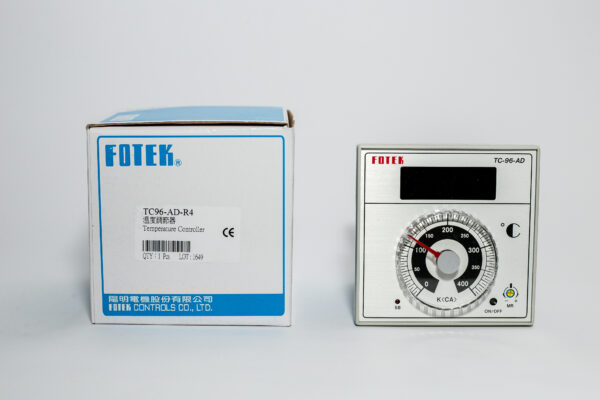 FOTEK®
TC96-AD-R4
溫度調節器
Temperature Controller
CE
QTY : 1 Pcs LOT : 1649
陽明電機股份有限公司
FOTEK CONTROLS CO., LTD.
FOTEK
TC-96-AD
0
50
100
150
200
250
300
350
400
°C
K<CA>
SB
ON/OFF
- +
MR